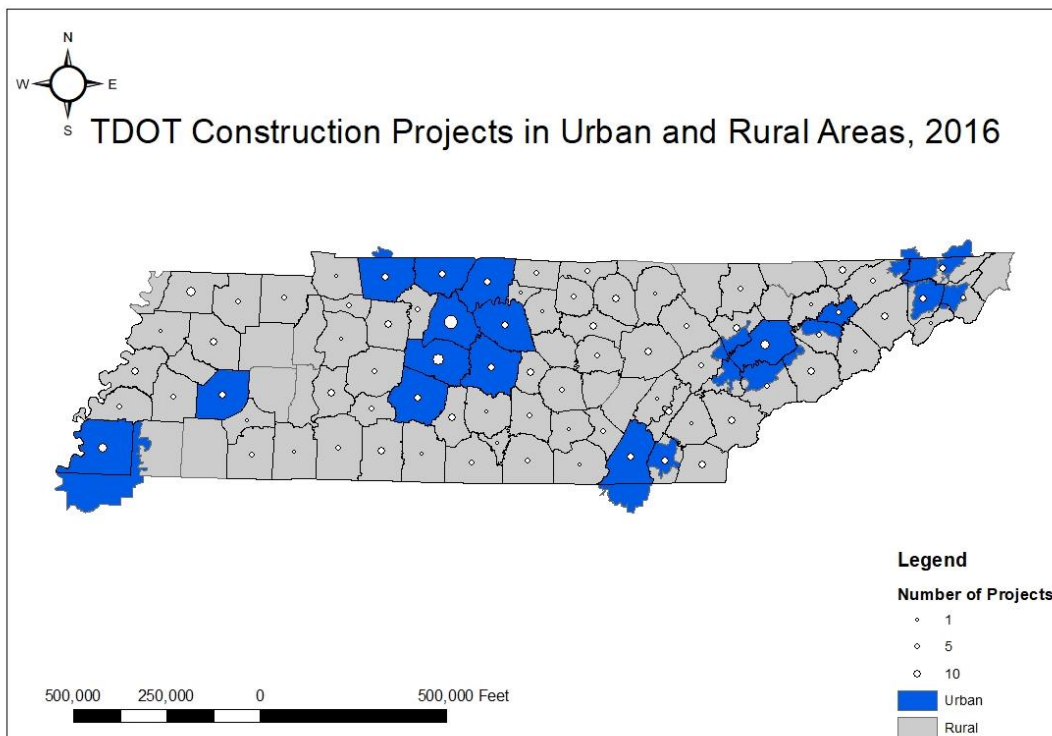 N
W E
S
TDOT Construction Projects in Urban and Rural Areas, 2016
Legend
Number of Projects
1
5
10
Urban
Rural
500,000 250,000 0 500,000 Feet